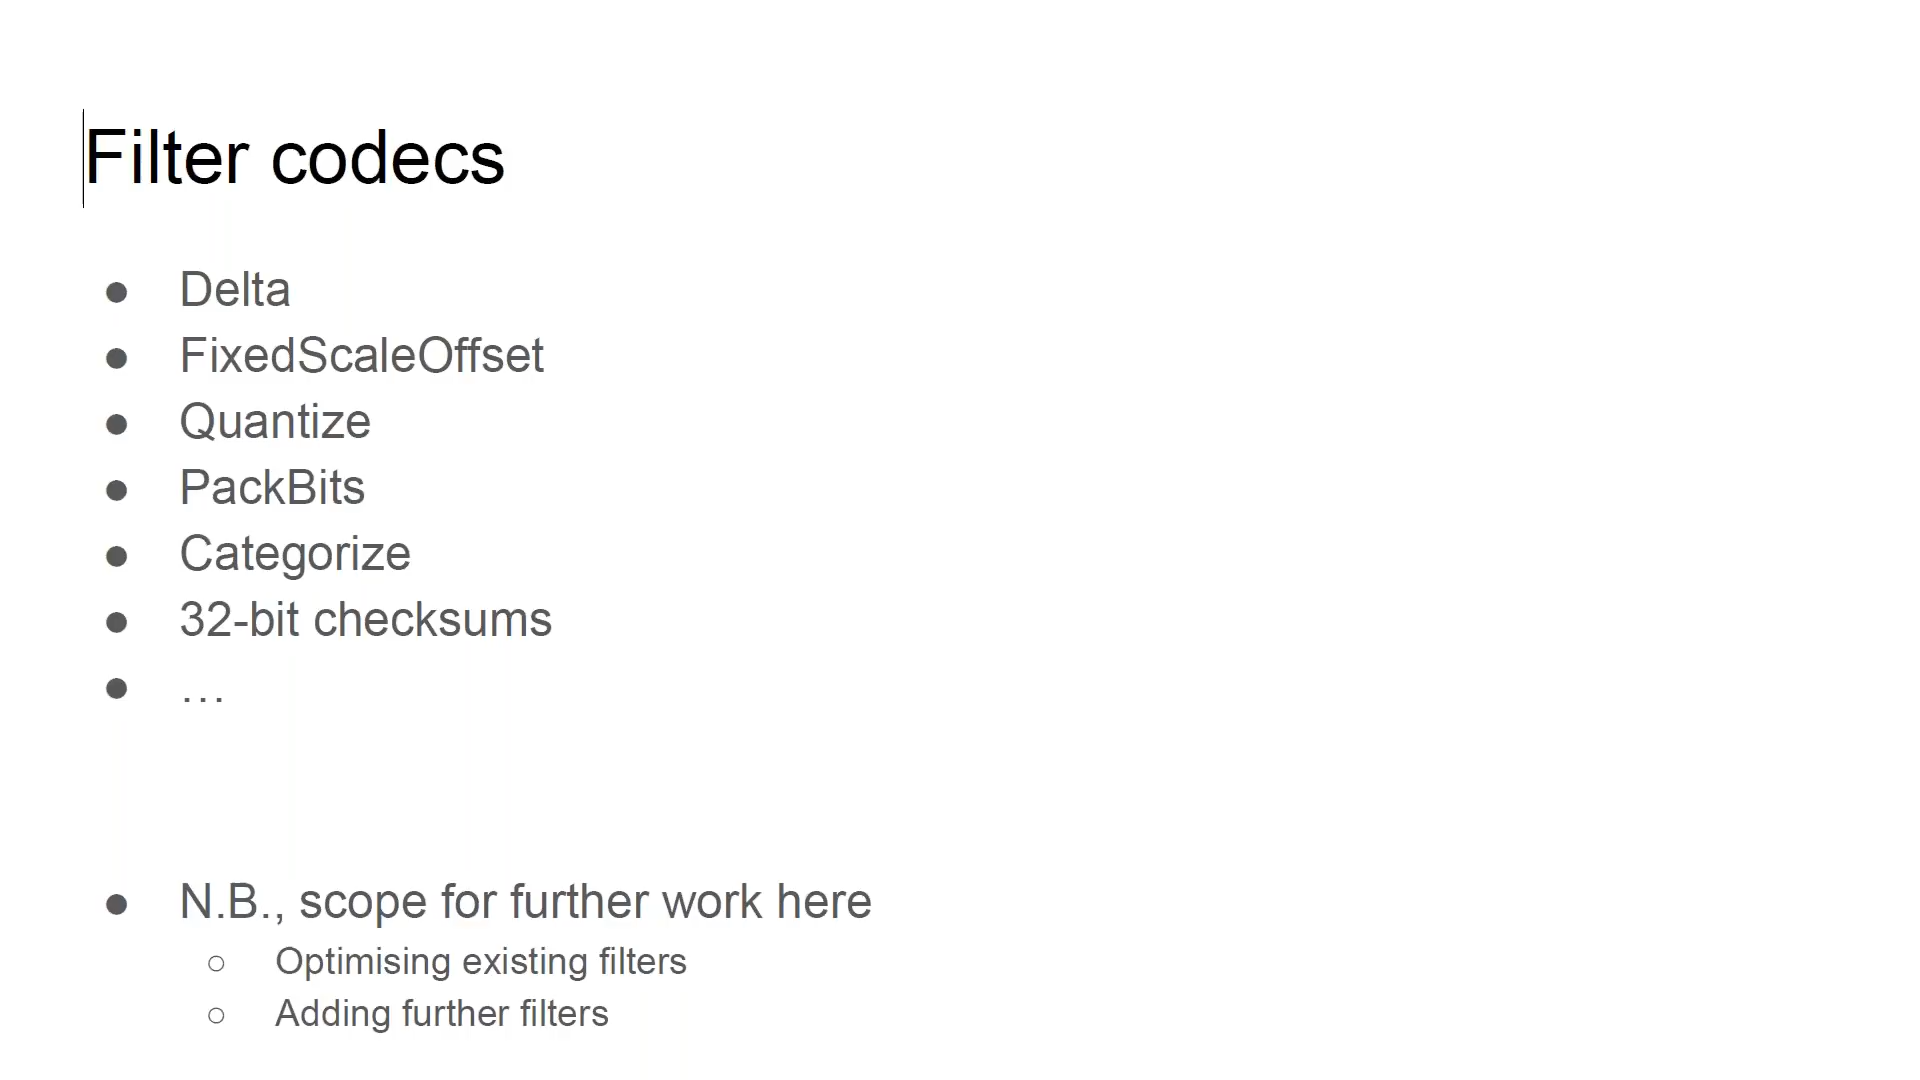 Filter codecs
● Delta
● FixedScaleOffset
● Quantize
● PackBits
● Categorize
● 32-bit checksums
● …
● N.B., scope for further work here
○ Optimising existing filters
○ Adding further filters